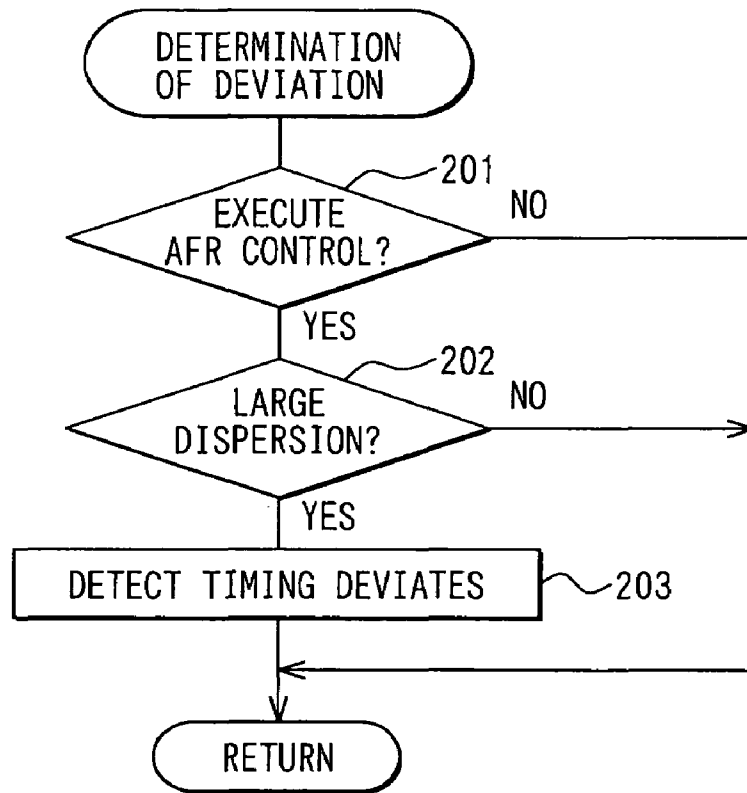 DETERMINATION
OF DEVIATION
201
EXECUTE
AFR CONTROL?
NO
YES
202
LARGE
DISPERSION?
NO
YES
DETECT TIMING DEVIATES
203
RETURN